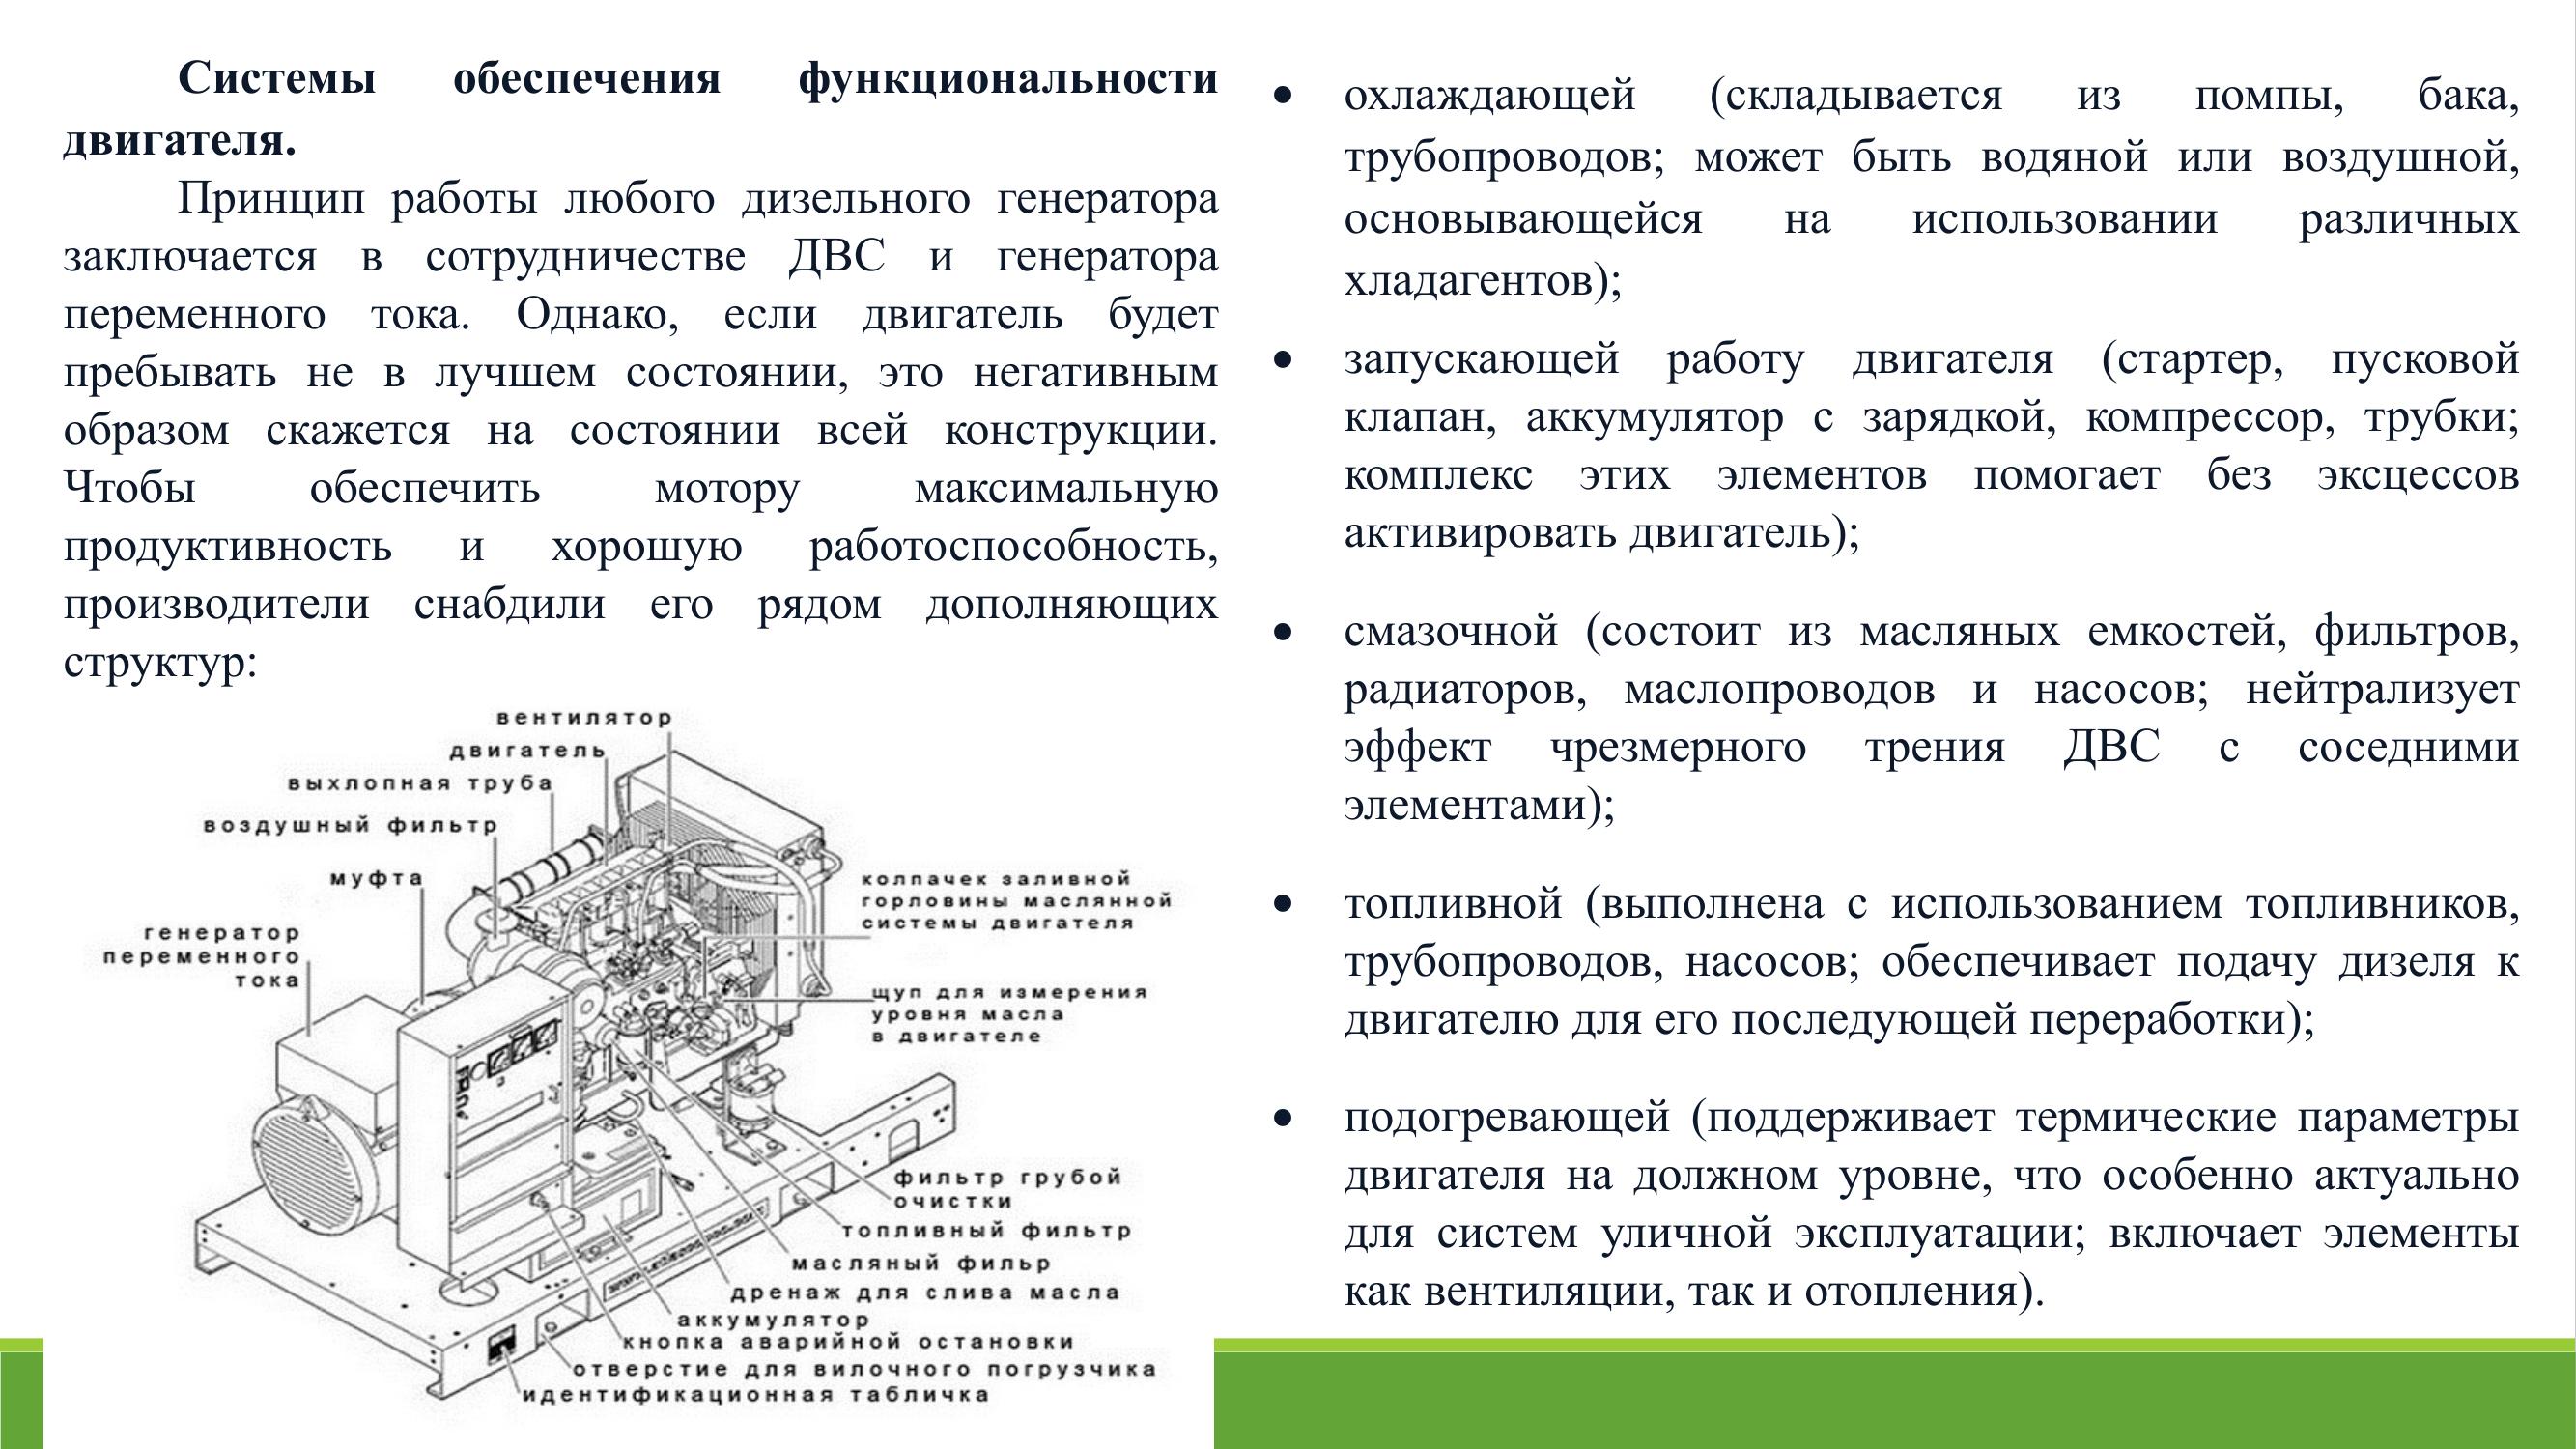 Системы обеспечения функциональности
двигателя.
Принцип работы любого дизельного генератора
заключается в сотрудничестве ДВС и генератора
переменного тока. Однако, если двигатель будет
пребывать не в лучшем состоянии, это негативным
образом скажется на состоянии всей конструкции.
Чтобы обеспечить мотору максимальную
продуктивность и хорошую работоспособность,
производители снабдили его рядом дополняющих
структур:
вентилятор
двигатель
выхлопная труба
воздушный фильтр
муфта
генератор
переменного
тока
колпачек заливной
горловины маслянной
системы двигателя
щуп для измерения
уровня масла
в двигателе
фильтр грубой
очистки
топливный фильтр
масляный фильр
дренаж для слива масла
аккумулятор
кнопка аварийной остановки
отверстие для вилочного погрузчика
идентификационная табличка
• охлаждающей (складывается из помпы, бака,
трубопроводов; может быть водяной или воздушной,
основывающейся на использовании различных
хладагентов);
• запускающей работу двигателя (стартер, пусковой
клапан, аккумулятор с зарядкой, компрессор, трубки;
комплекс этих элементов помогает без эксцессов
активировать двигатель);
• смазочной (состоит из масляных емкостей, фильтров,
радиаторов, маслопроводов и насосов; нейтрализует
эффект чрезмерного трения ДВС с соседними
элементами);
• топливной (выполнена с использованием топливников,
трубопроводов, насосов; обеспечивает подачу дизеля к
двигателю для его последующей переработки);
• подогревающей (поддерживает термические параметры
двигателя на должном уровне, что особенно актуально
для систем уличной эксплуатации; включает элементы
как вентиляции, так и отопления).